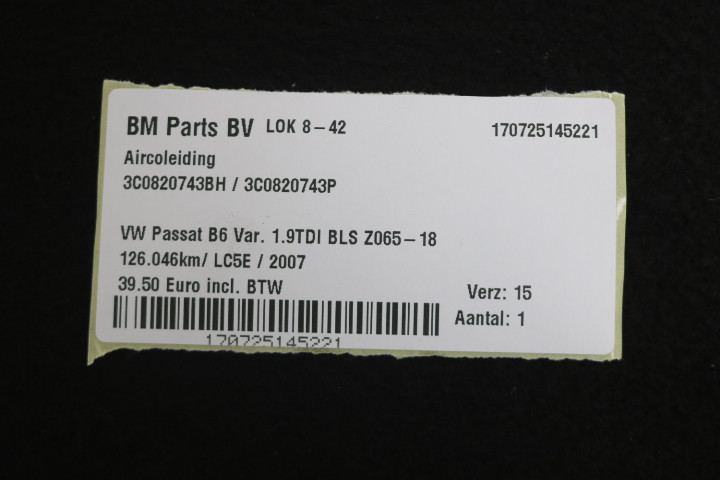 BM Parts BV LOK 8-42 170725145221
Aircoleiding
3C0820743BH / 3C0820743P
VW Passat B6 Var. 1.9TDI BLS Z065-18
126.046km/ LC5E / 2007
39.50 Euro incl. BTW
Verz: 15
Aantal: 1
170725145221